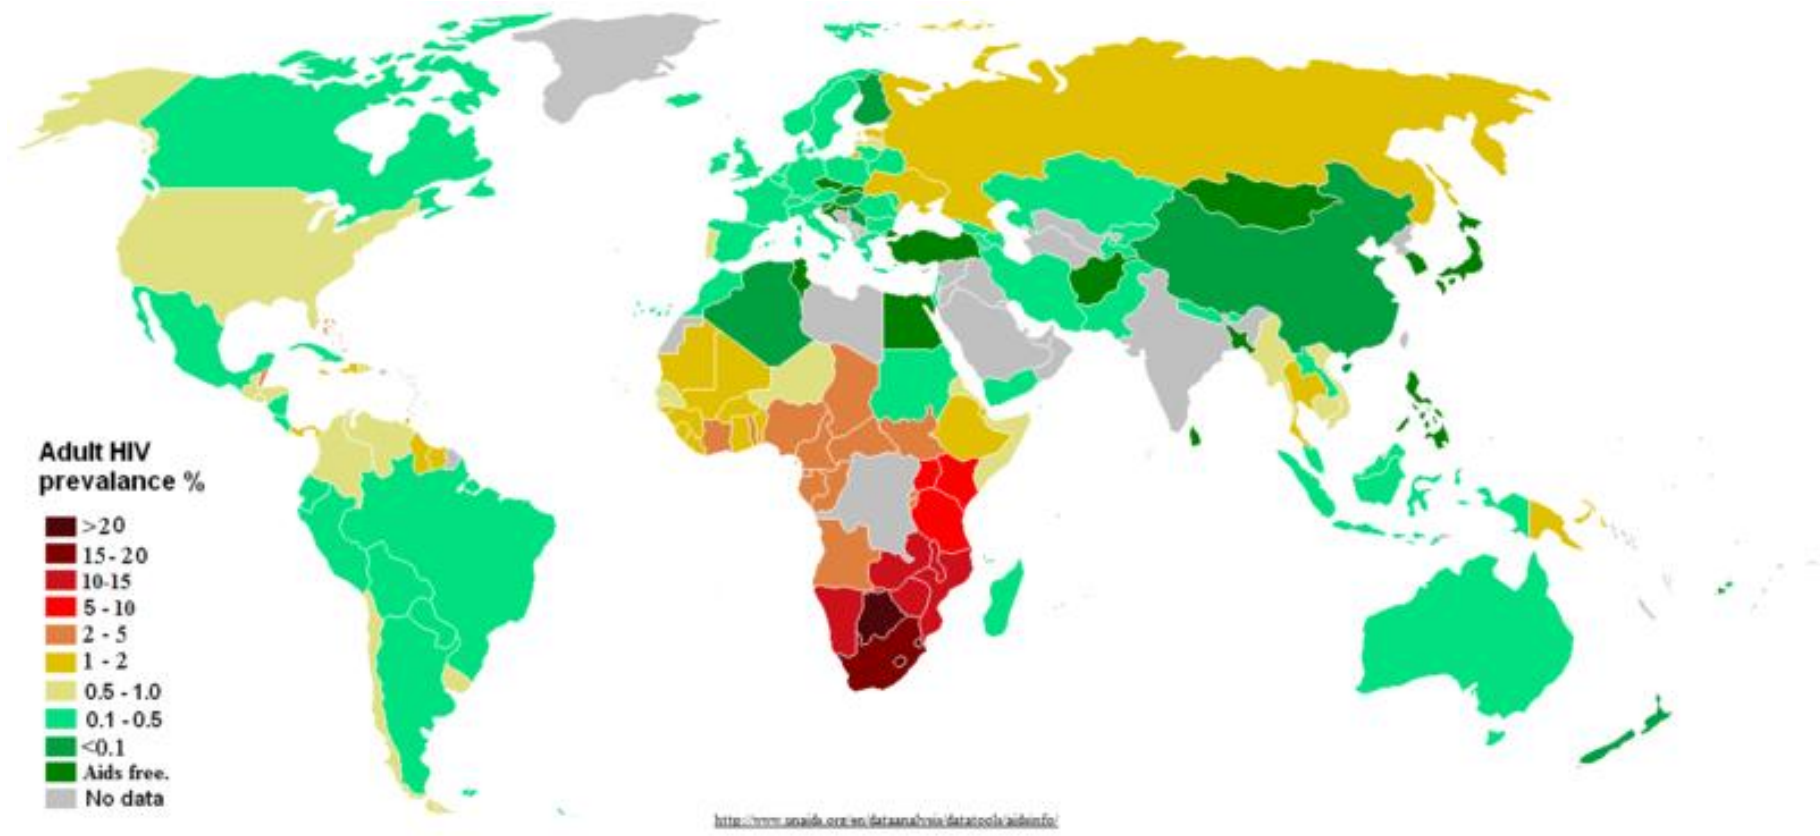 Adult HIV
prevalance %
>20
15-20
10-15
5 - 10
2 - 5
1 - 2
0.5 - 1.0
0.1 - 0.5
<0.1
Aids free.
No data
http://www.unaids.org/en/dataanalysis/datatools/aidsinfo/